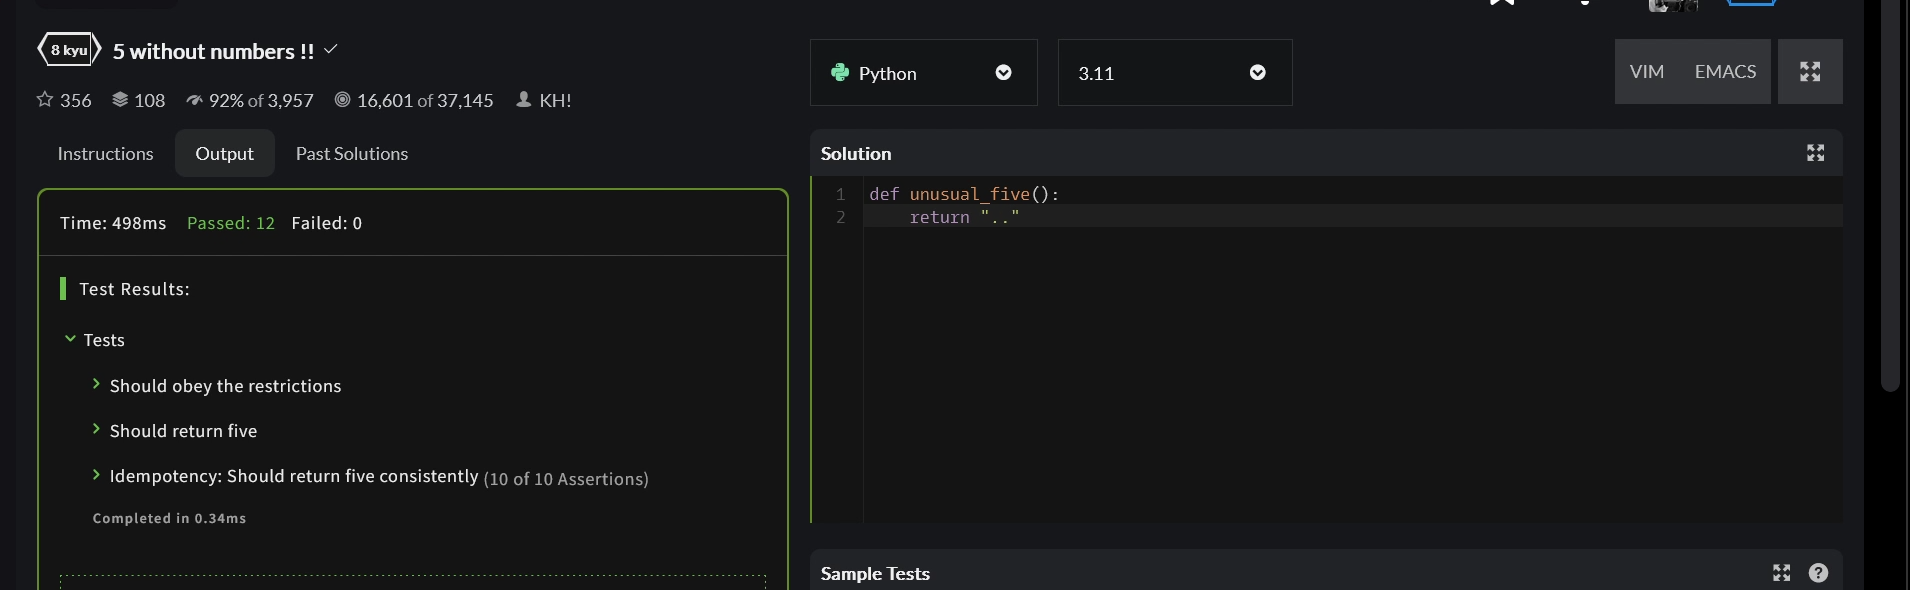 8 kyu 5 without numbers !!
356 108 92% of 3,957 16,601 of 37,145 KH!
Instructions Output Past Solutions
Time: 498ms Passed: 12 Failed: 0
Test Results:
Tests
Should obey the restrictions
Should return five
Idempotency: Should return five consistently (10 of 10 Assertions)
Completed in 0.34ms
Python 3.11 VIM EMACS
Solution
1 def unusual_five():
2     return ".."
Sample Tests